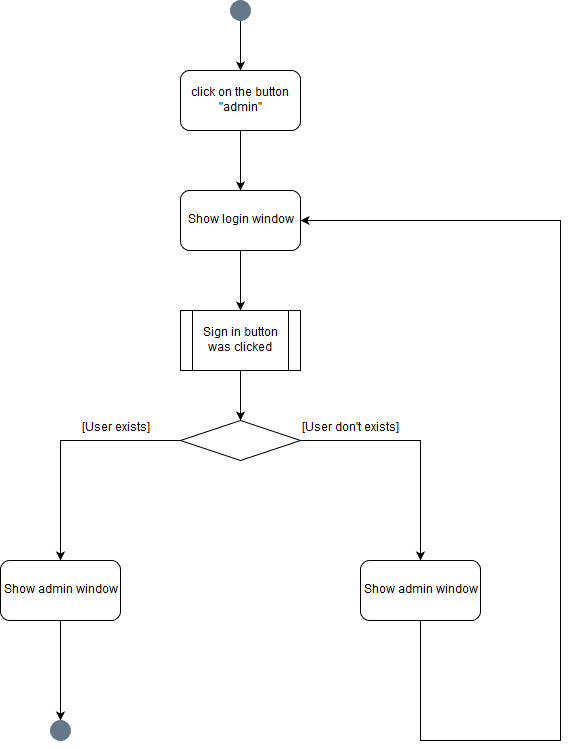 click on the button
"admin"
Show login window
Sign in button
was clicked
[User exists]
[User don't exists]
Show admin window
Show admin window